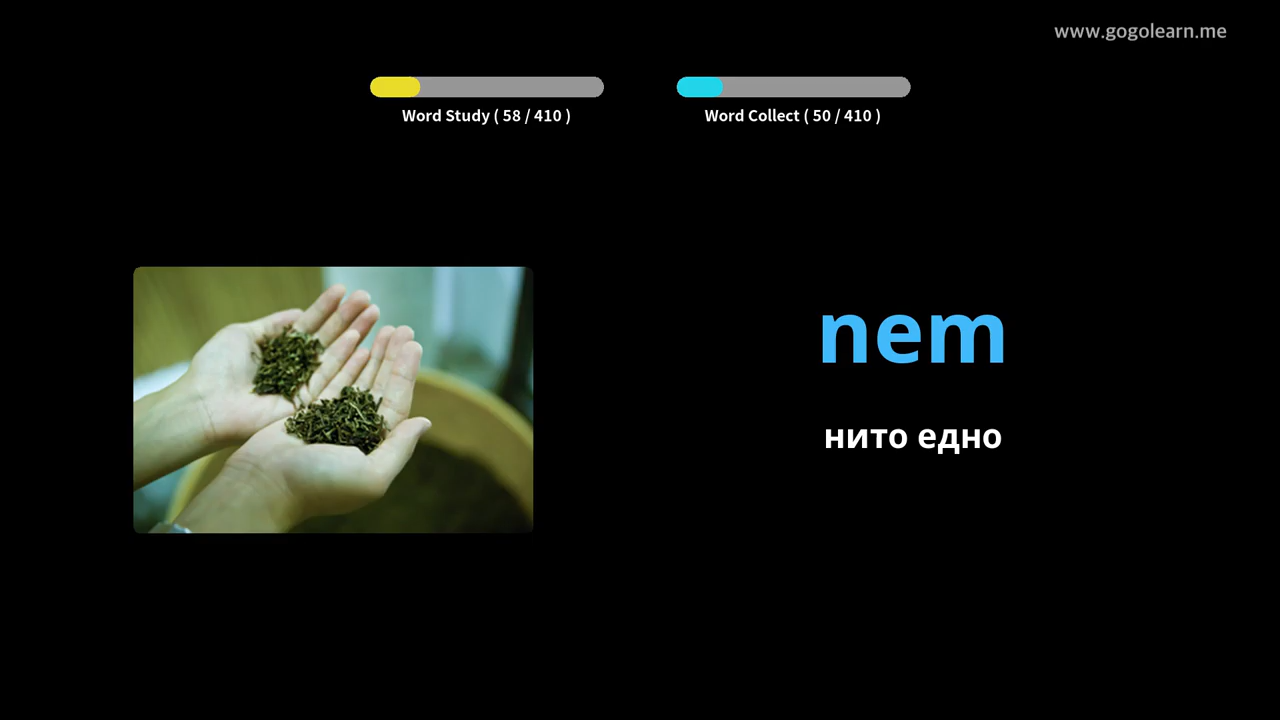 www.gogolearn.me
Word Study ( 58 / 410 )
Word Collect ( 50 / 410 )
nem
нито едно